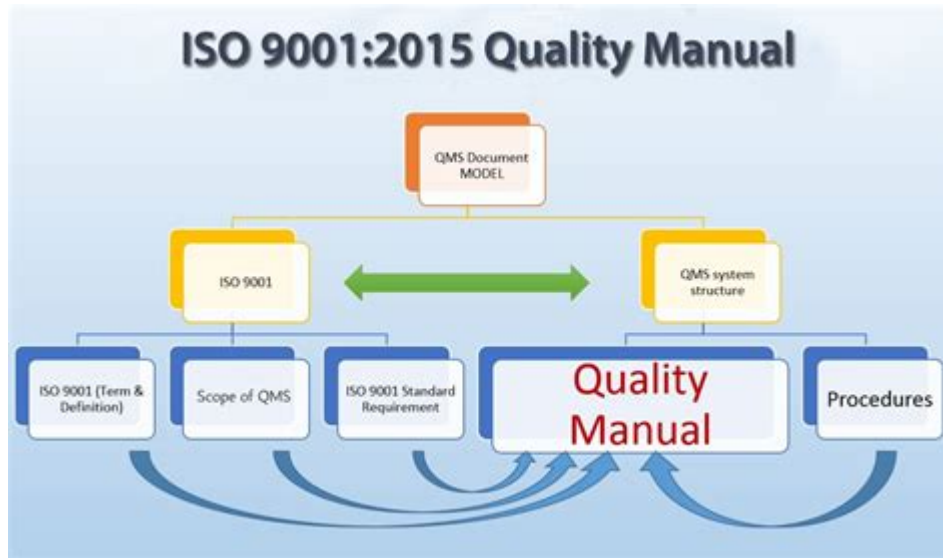 ISO 9001:2015 Quality Manual
QMS Document
MODEL
ISO 9001
QMS system
structure
ISO 9001 (Term &
Definition)
Scope of QMS
ISO 9001 Standard
Requirement
Quality
Manual
Procedures